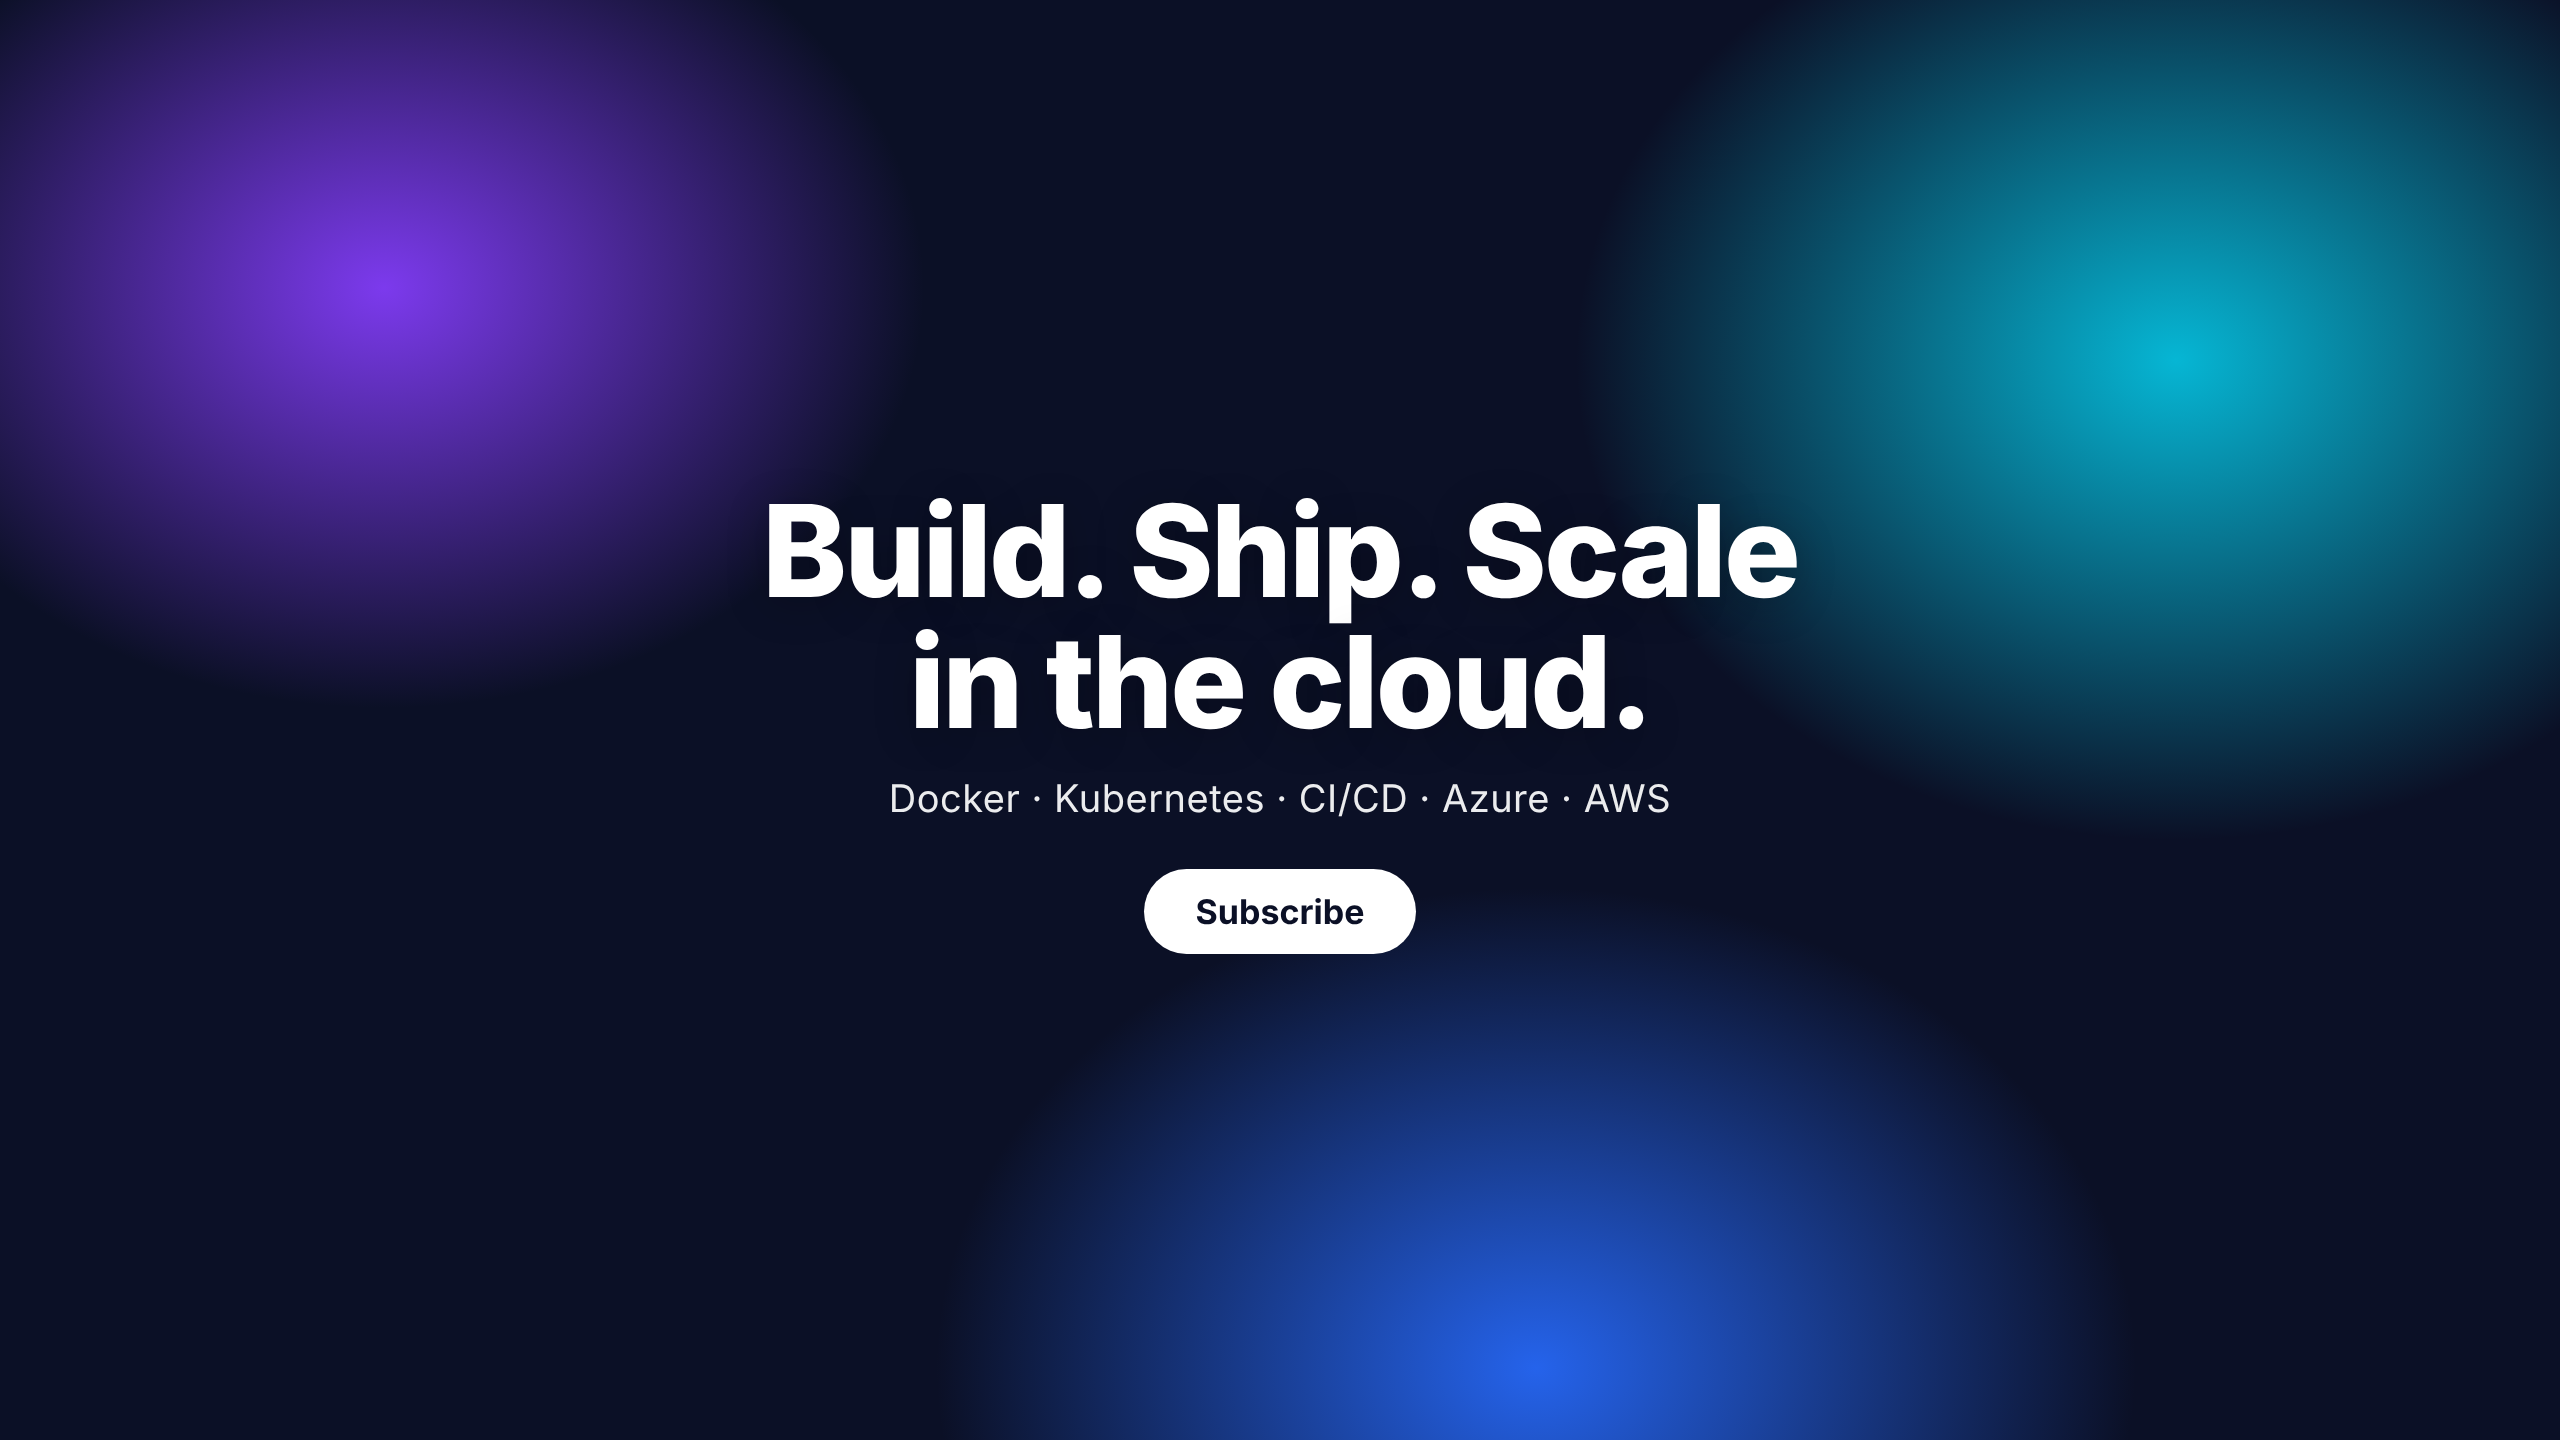 Build. Ship. Scale
in the cloud.
Docker · Kubernetes · CI/CD · Azure · AWS
Subscribe